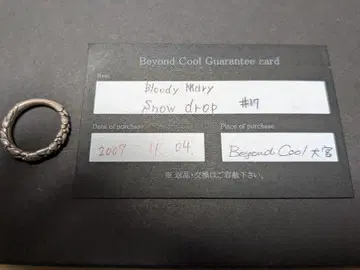 Beyond Cool Guarantee card
Item
Bloody Mary
Snow drop #17
Date of purchase
2007 11 04
Place of purchase
Beyond Cool 大宮
※ 返品・交換はご容赦下さい。